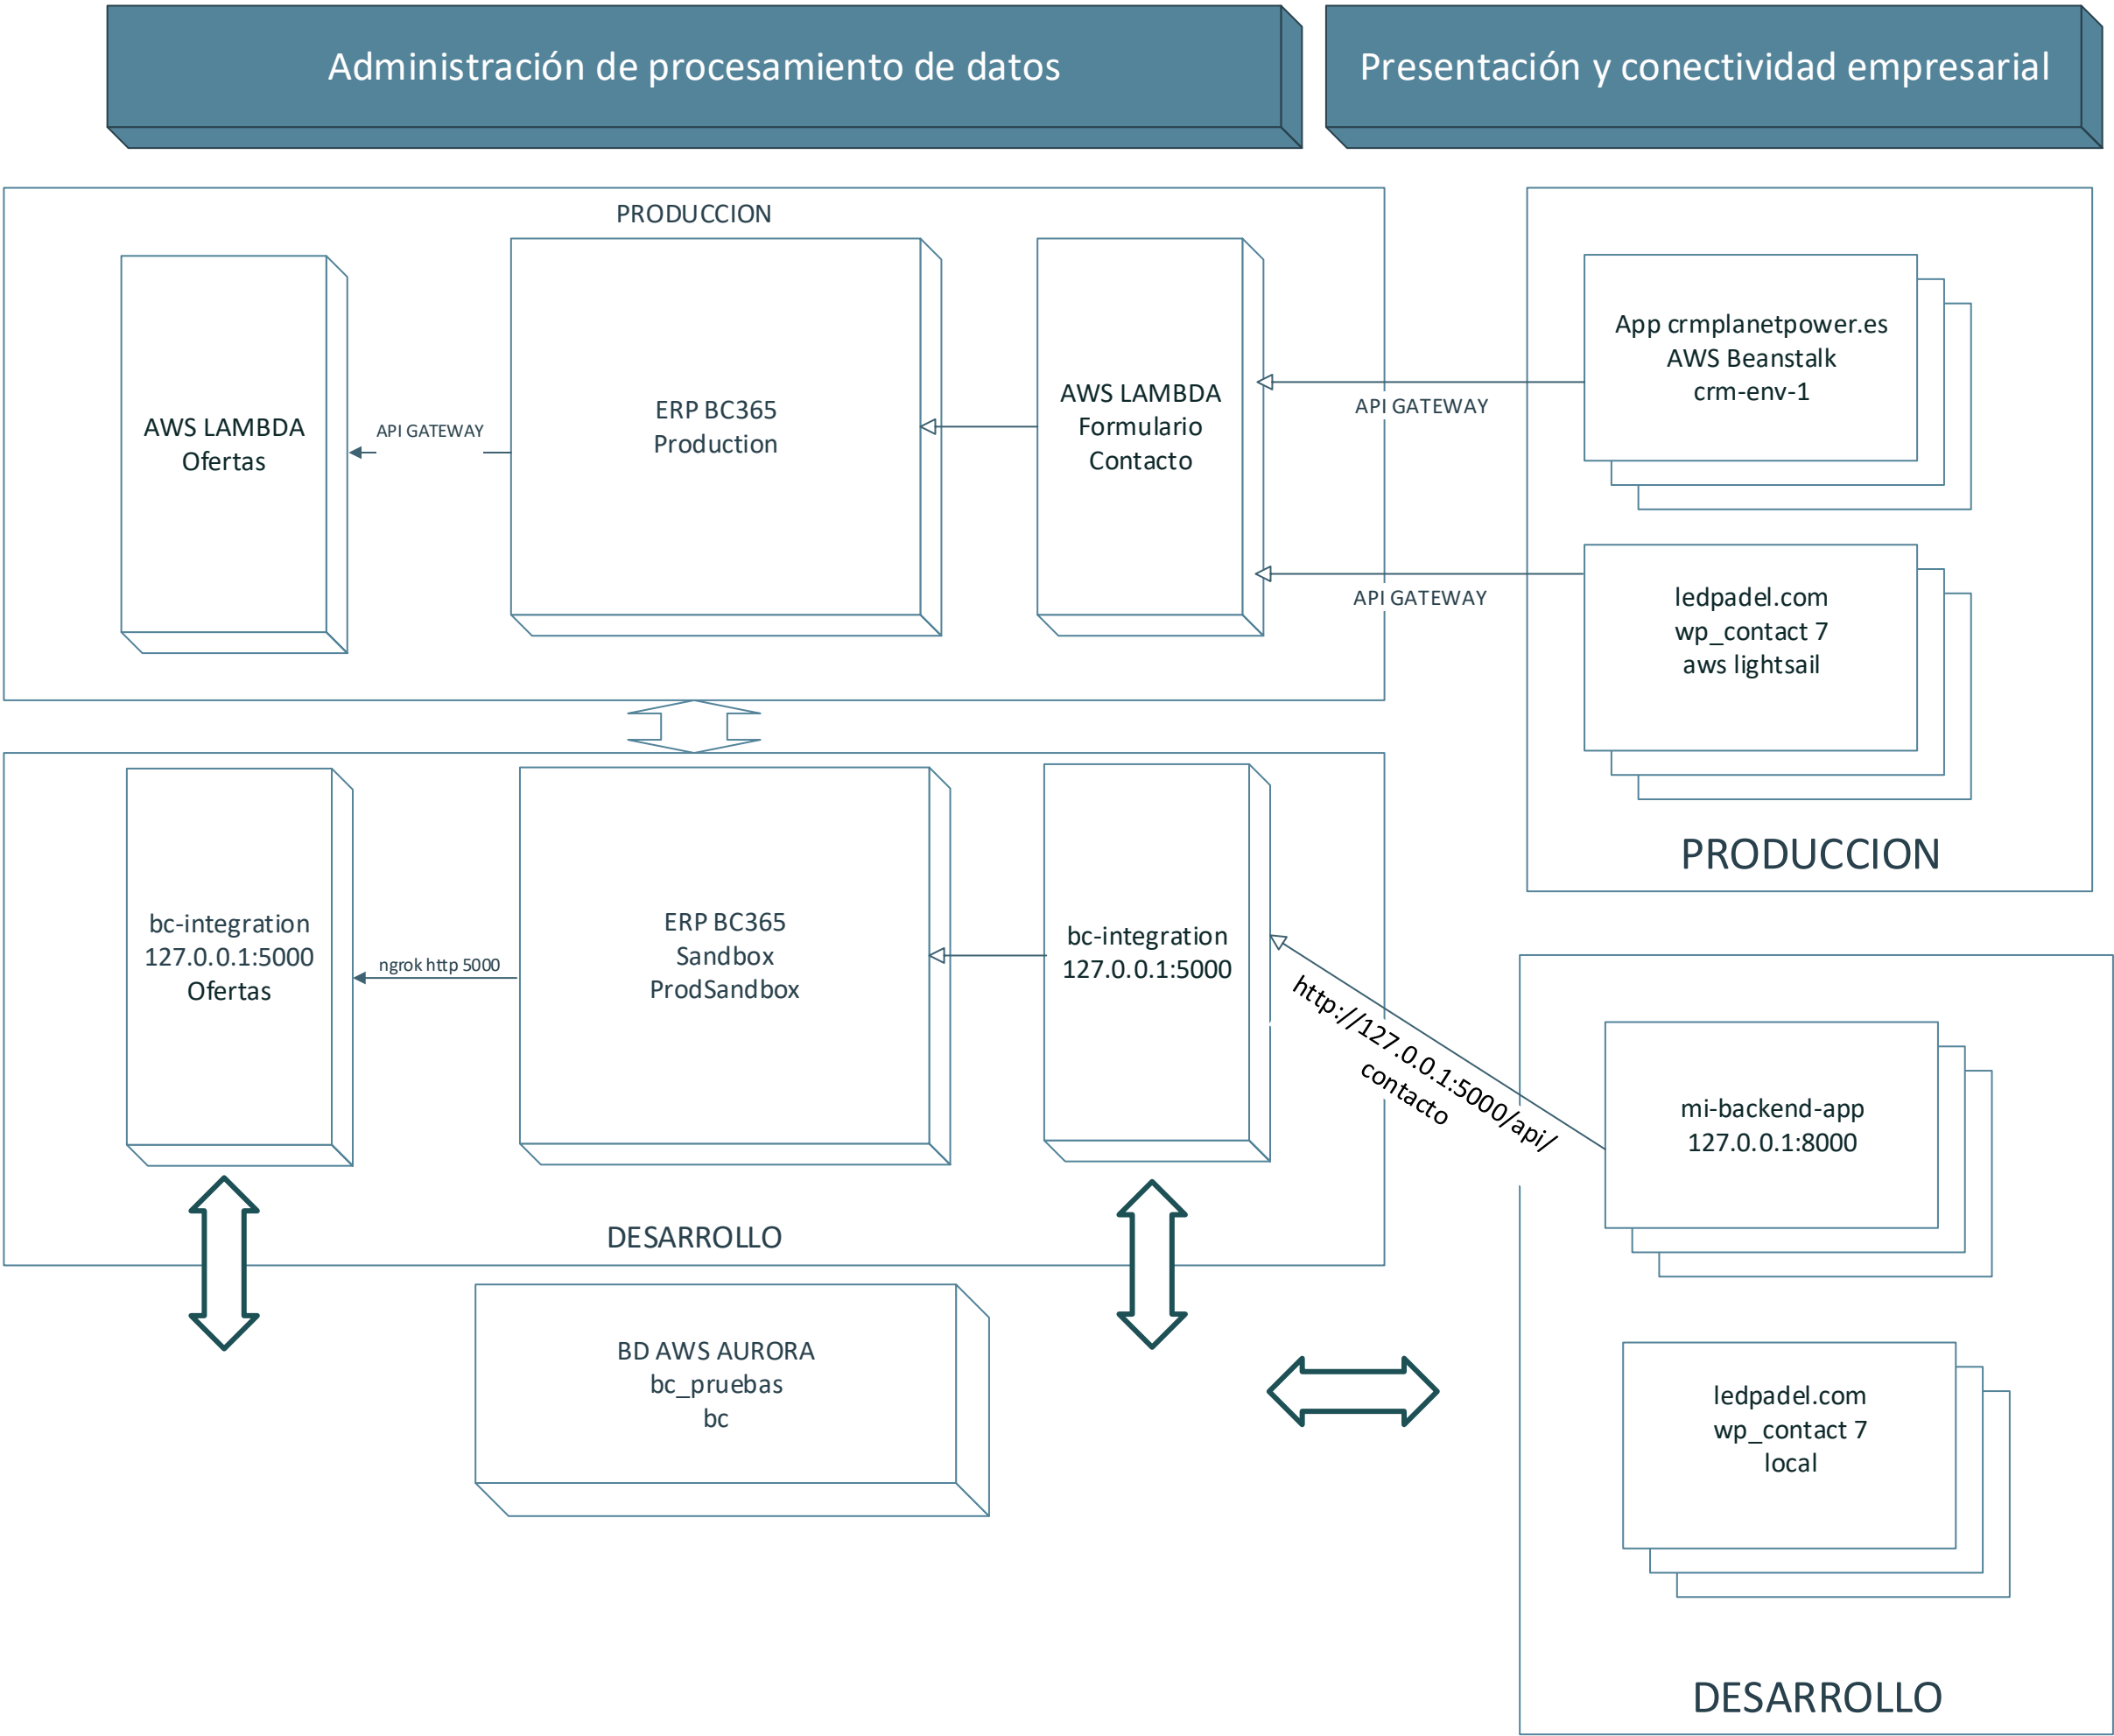 Administración de procesamiento de datos
Presentación y conectividad empresarial
PRODUCCION
AWS LAMBDA
Ofertas
API GATEWAY
ERP BC365
Production
AWS LAMBDA
Formulario
Contacto
API GATEWAY
API GATEWAY
App crmplanetpower.es
AWS Beanstalk
crm-env-1
ledpadel.com
wp_contact 7
aws lightsail
PRODUCCION
bc-integration
127.0.0.1:5000
Ofertas
ngrok http 5000
ERP BC365
Sandbox
ProdSandbox
bc-integration
127.0.0.1:5000
http://127.0.0.1:5000/api/
contacto
DESARROLLO
mi-backend-app
127.0.0.1:8000
BD AWS AURORA
bc_pruebas
bc
ledpadel.com
wp_contact 7
local
DESARROLLO